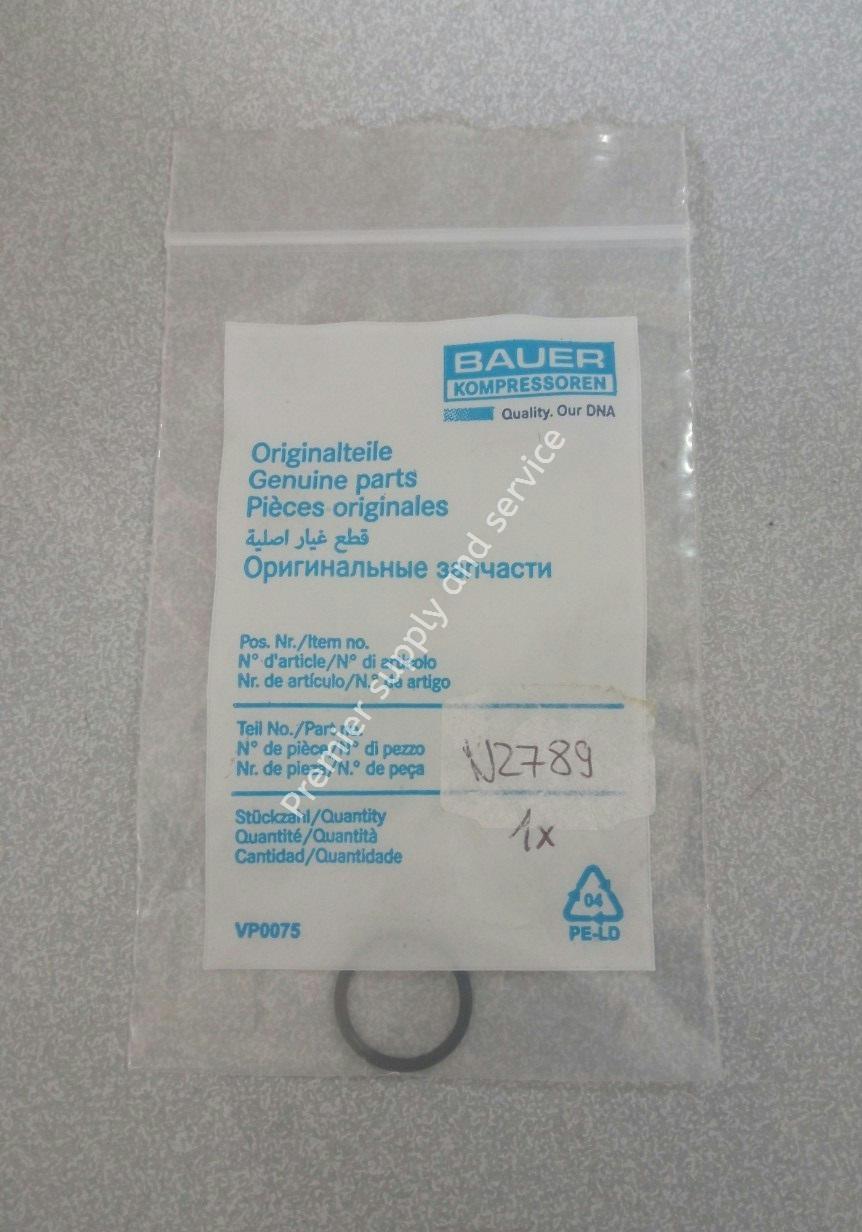 BAUER
KOMPRESSOREN
Quality. Our DNA
Originalteile
Genuine parts
Pièces originales
قطع غيار اصلية
Оригинальные запчасти
Pos. Nr./Item no.
N° d'article/N° di articolo
Nr. de artículo/N.° de artigo
Teil No./Part no.
N° de pièce/N° di pezzo
Nr. de pieza/N.° de peça
N2789
Stückzahl/Quantity
Quantité/Quantità
Cantidad/Quantidade
1x
04
PE-LD
VP0075
Premier supply and service